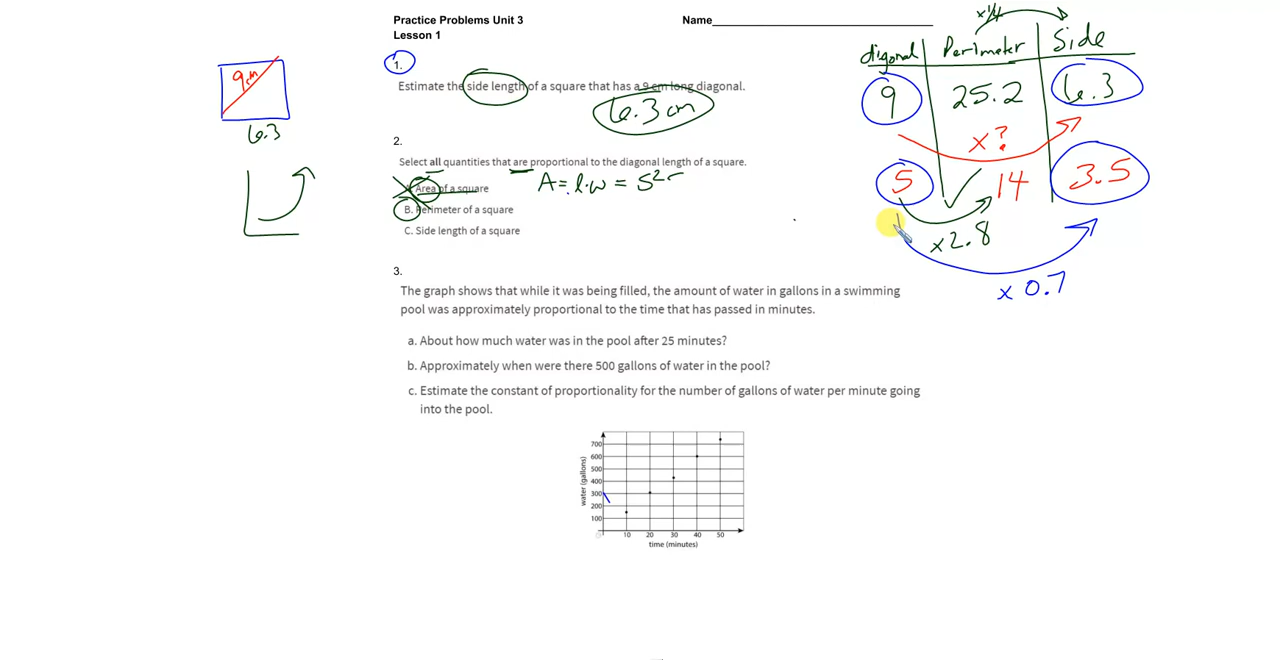 Practice Problems Unit 3
Name
Lesson 1
1.
Estimate the side length of a square that has a 9 cm long diagonal.
6.3 cm
9cm
6.3
2.
Select all quantities that are proportional to the diagonal length of a square.
A. Area of a square
A = l·w = s²
B. Perimeter of a square
C. Side length of a square
3.
The graph shows that while it was being filled, the amount of water in gallons in a swimming
pool was approximately proportional to the time that has passed in minutes.
a. About how much water was in the pool after 25 minutes?
b. Approximately when were there 500 gallons of water in the pool?
c. Estimate the constant of proportionality for the number of gallons of water per minute going
into the pool.
water (gallons)
700
600
500
400
300
200
100
10 20 30 40 50
time (minutes)
x 1/4
diagonal Perimeter Side
9 25.2 6.3
x ?
5 14 3.5
x 2.8
x 0.7